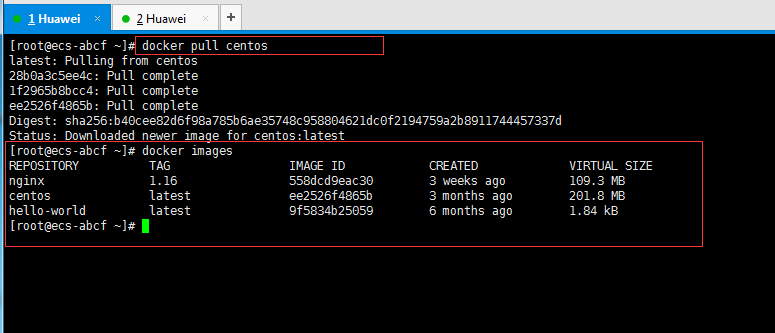 1 Huawei × 2 Huawei × +
[root@ecs-abcf ~]# docker pull centos
latest: Pulling from centos
28b0a3c5ee4c: Pull complete
1f2965b8bcc4: Pull complete
ee2526f4865b: Pull complete
Digest: sha256:b40cee82d6f98a785b6ae35748c958804621dc0f2194759a2b8911744457337d
Status: Downloaded newer image for centos:latest
[root@ecs-abcf ~]# docker images
REPOSITORY TAG IMAGE ID CREATED VIRTUAL SIZE
nginx 1.16 558dcd9eac30 3 weeks ago 109.3 MB
centos latest ee2526f4865b 3 months ago 201.8 MB
hello-world latest 9f5834b25059 6 months ago 1.84 kB
[root@ecs-abcf ~]#